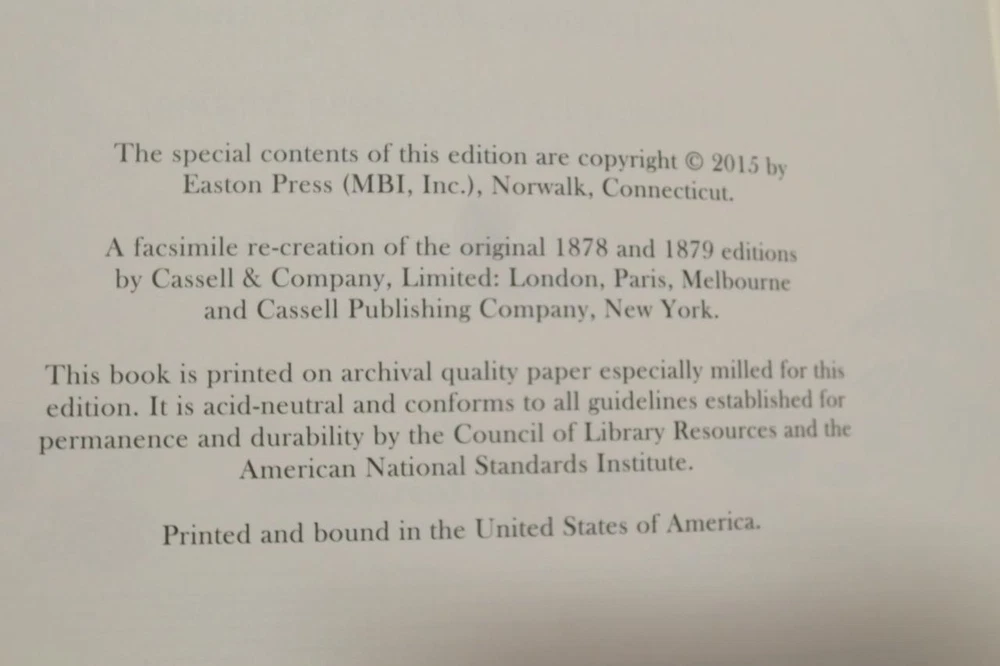 The special contents of this edition are copyright © 2015 by
Easton Press (MBI, Inc.), Norwalk, Connecticut.
A facsimile re-creation of the original 1878 and 1879 editions
by Cassell & Company, Limited: London, Paris, Melbourne
and Cassell Publishing Company, New York.
This book is printed on archival quality paper especially milled for this
edition. It is acid-neutral and conforms to all guidelines established for
permanence and durability by the Council of Library Resources and the
American National Standards Institute.
Printed and bound in the United States of America.